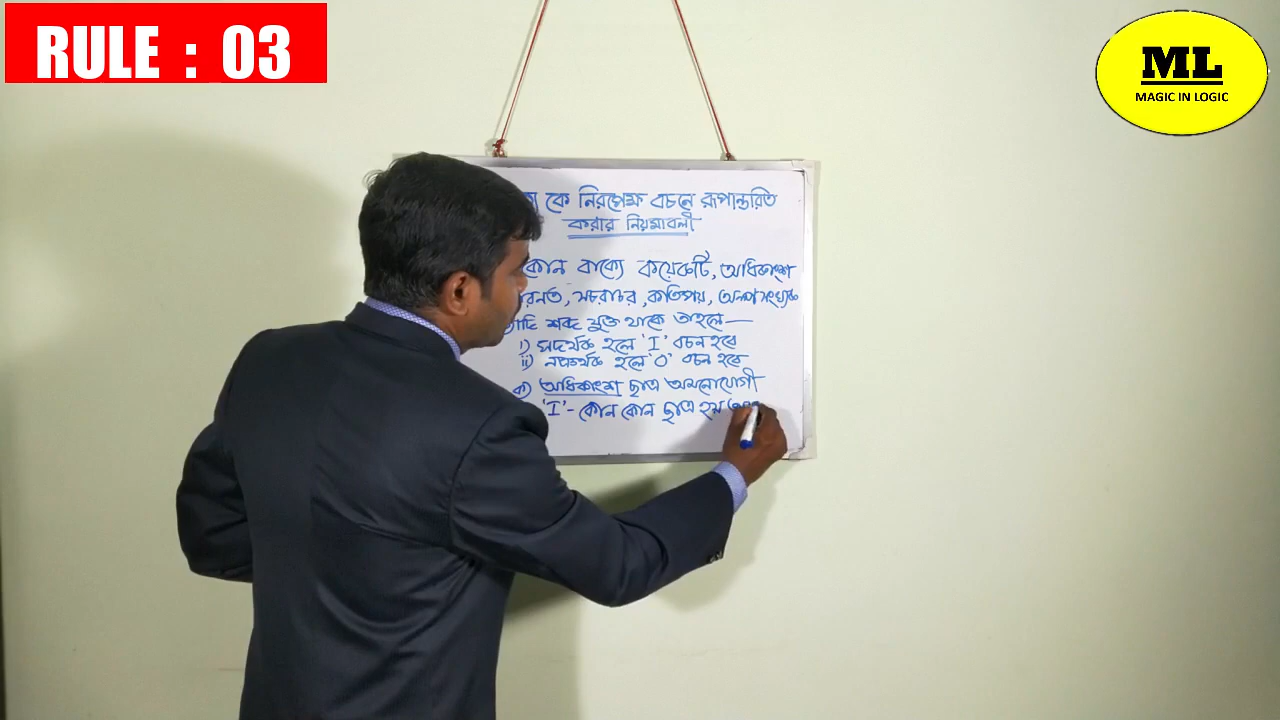 RULE : 03
ML
MAGIC IN LOGIC
কে নিরপেক্ষ বচনে রূপান্তরিত
করার নিয়মাবলী
কোন বাক্যে কয়েকটি, অধিকাংশ
সচরাচর, কতিপয়, অল্পসংখ্যক
শব্দ যুক্ত থাকে তাহলে—
i) সদর্থক হলে 'I' বচন হবে
ii) নঞর্থক হলে 'O' বচন হবে
ক) অধিকাংশ ছাত্র অমনোযোগী
'I'- কোন কোন ছাত্র হয়